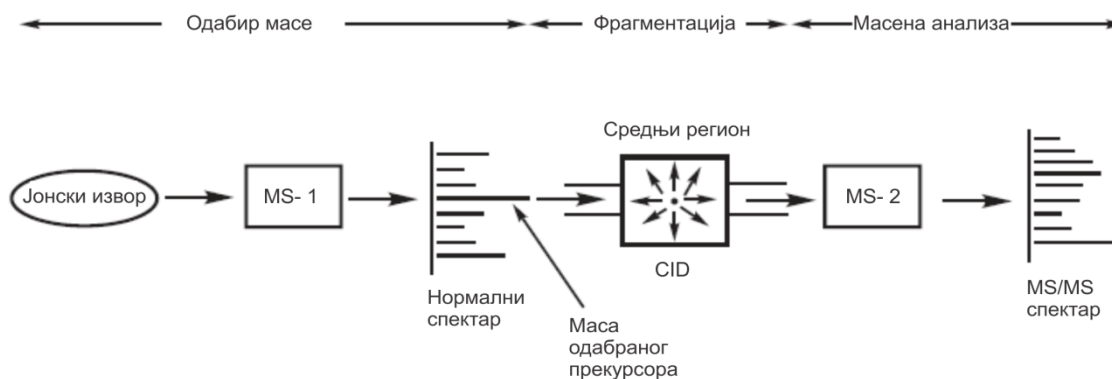 Одабир масе
Фрагментација
Масена анализа
Средњи регион
Јонски извор
MS- 1
MS- 2
CID
Нормални
спектар
Маса
одабраног
прекурсора
MS/MS
спектар